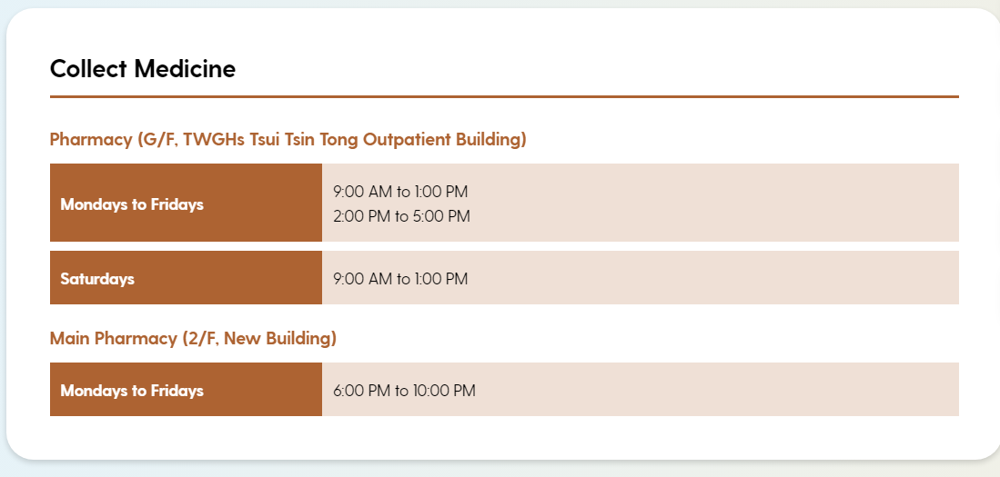 Collect Medicine
Pharmacy (G/F, TWGHs Tsui Tsin Tong Outpatient Building)
Mondays to Fridays
9:00 AM to 1:00 PM
2:00 PM to 5:00 PM
Saturdays
9:00 AM to 1:00 PM
Main Pharmacy (2/F, New Building)
Mondays to Fridays
6:00 PM to 10:00 PM